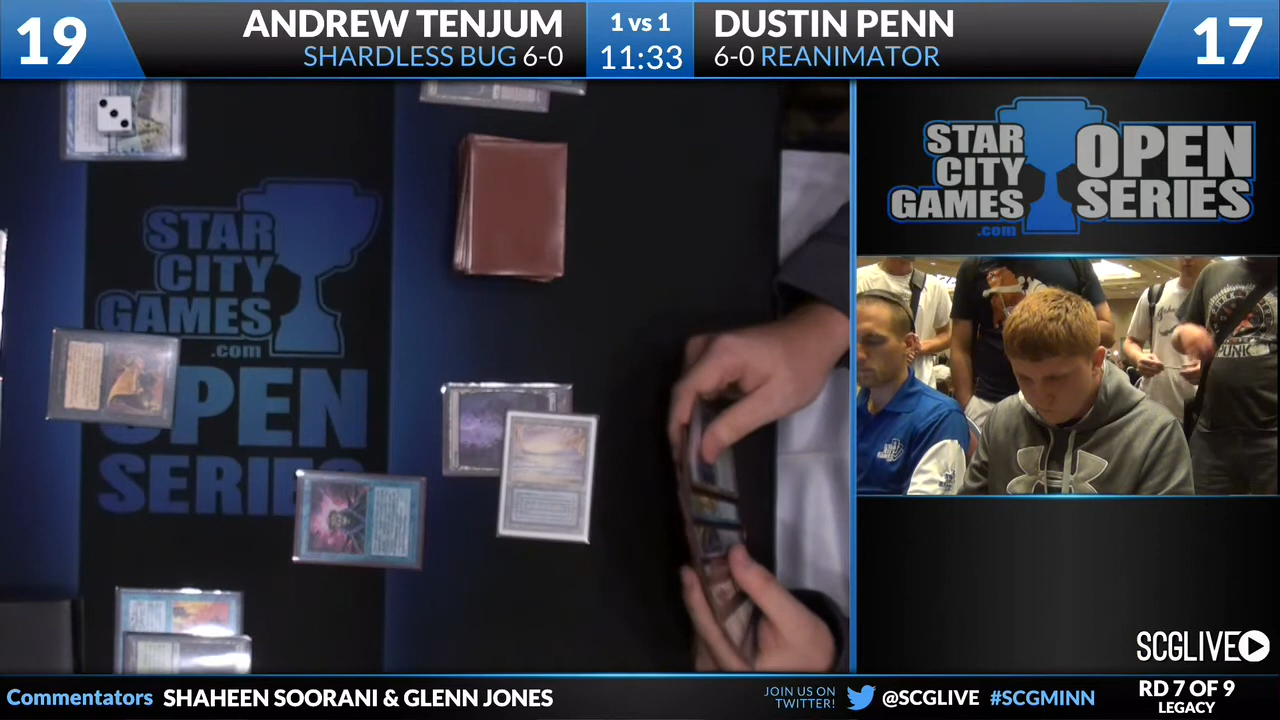 19
ANDREW TENJUM
SHARDLESS BUG 6-0
1 vs 1
11:33
DUSTIN PENN
6-0 REANIMATOR
17
STAR
CITY
GAMES
.com
OPEN
SERIES
STAR
CITY
GAMES
.com
OPEN
SERIES
PUNK
SCGLIVE
Commentators SHAHEEN SOORANI & GLENN JONES
JOIN US ON
TWITTER!
@SCGLIVE #SCGMINN
RD 7 OF 9
LEGACY